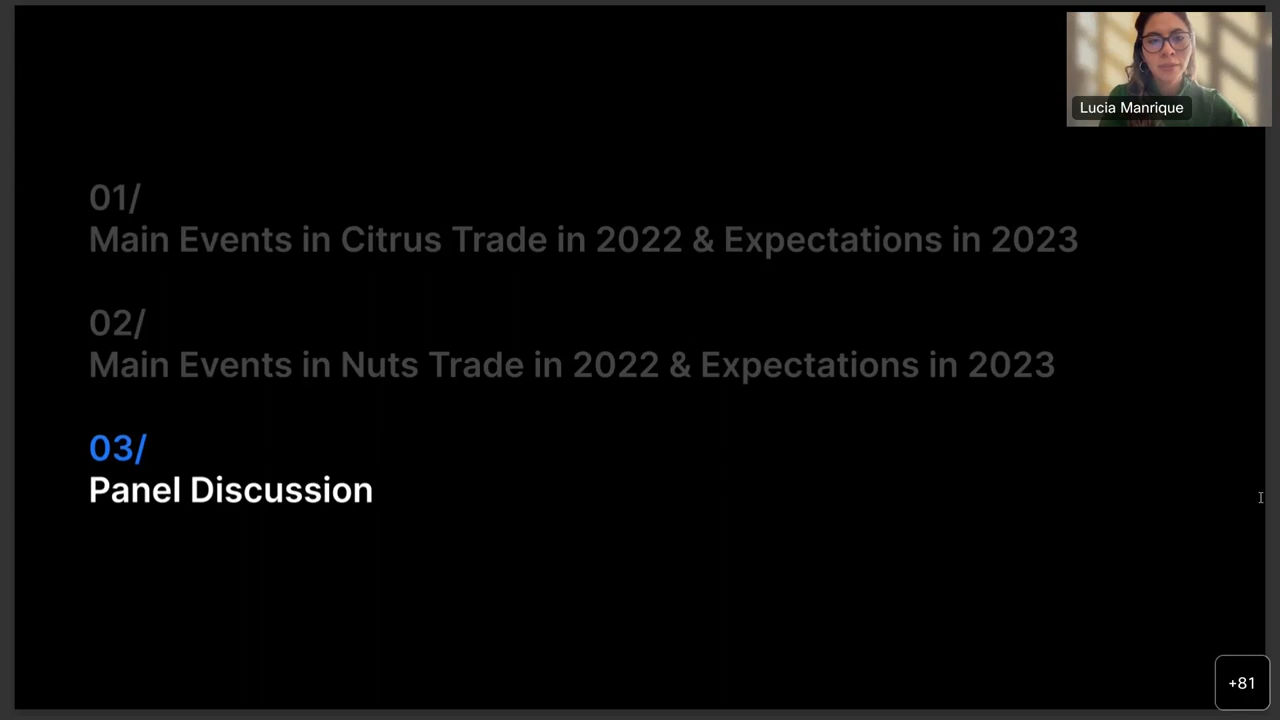 Lucia Manrique
01/
Main Events in Citrus Trade in 2022 & Expectations in 2023
02/
Main Events in Nuts Trade in 2022 & Expectations in 2023
03/
Panel Discussion
+81